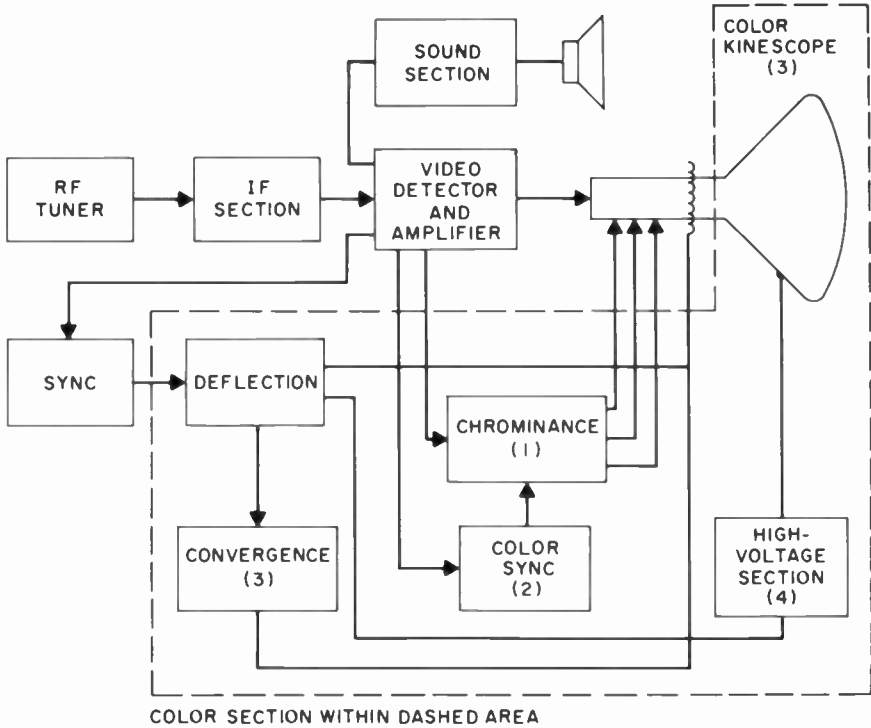 COLOR
KINESCOPE
(3)
SOUND
SECTION
RF
TUNER
IF
SECTION
VIDEO
DETECTOR
AND
AMPLIFIER
SYNC
DEFLECTION
CHROMINANCE
(1)
CONVERGENCE
(3)
COLOR
SYNC
(2)
HIGH-
VOLTAGE
SECTION
(4)
COLOR SECTION WITHIN DASHED AREA